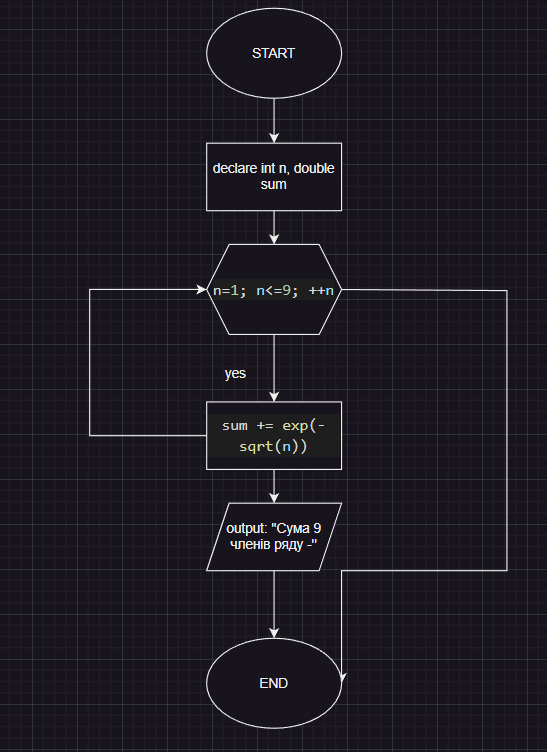 START
declare int n, double
sum
n=1; n<=9; ++n
yes
sum += exp(-
sqrt(n))
output: "Сума 9
членів ряду -"
END